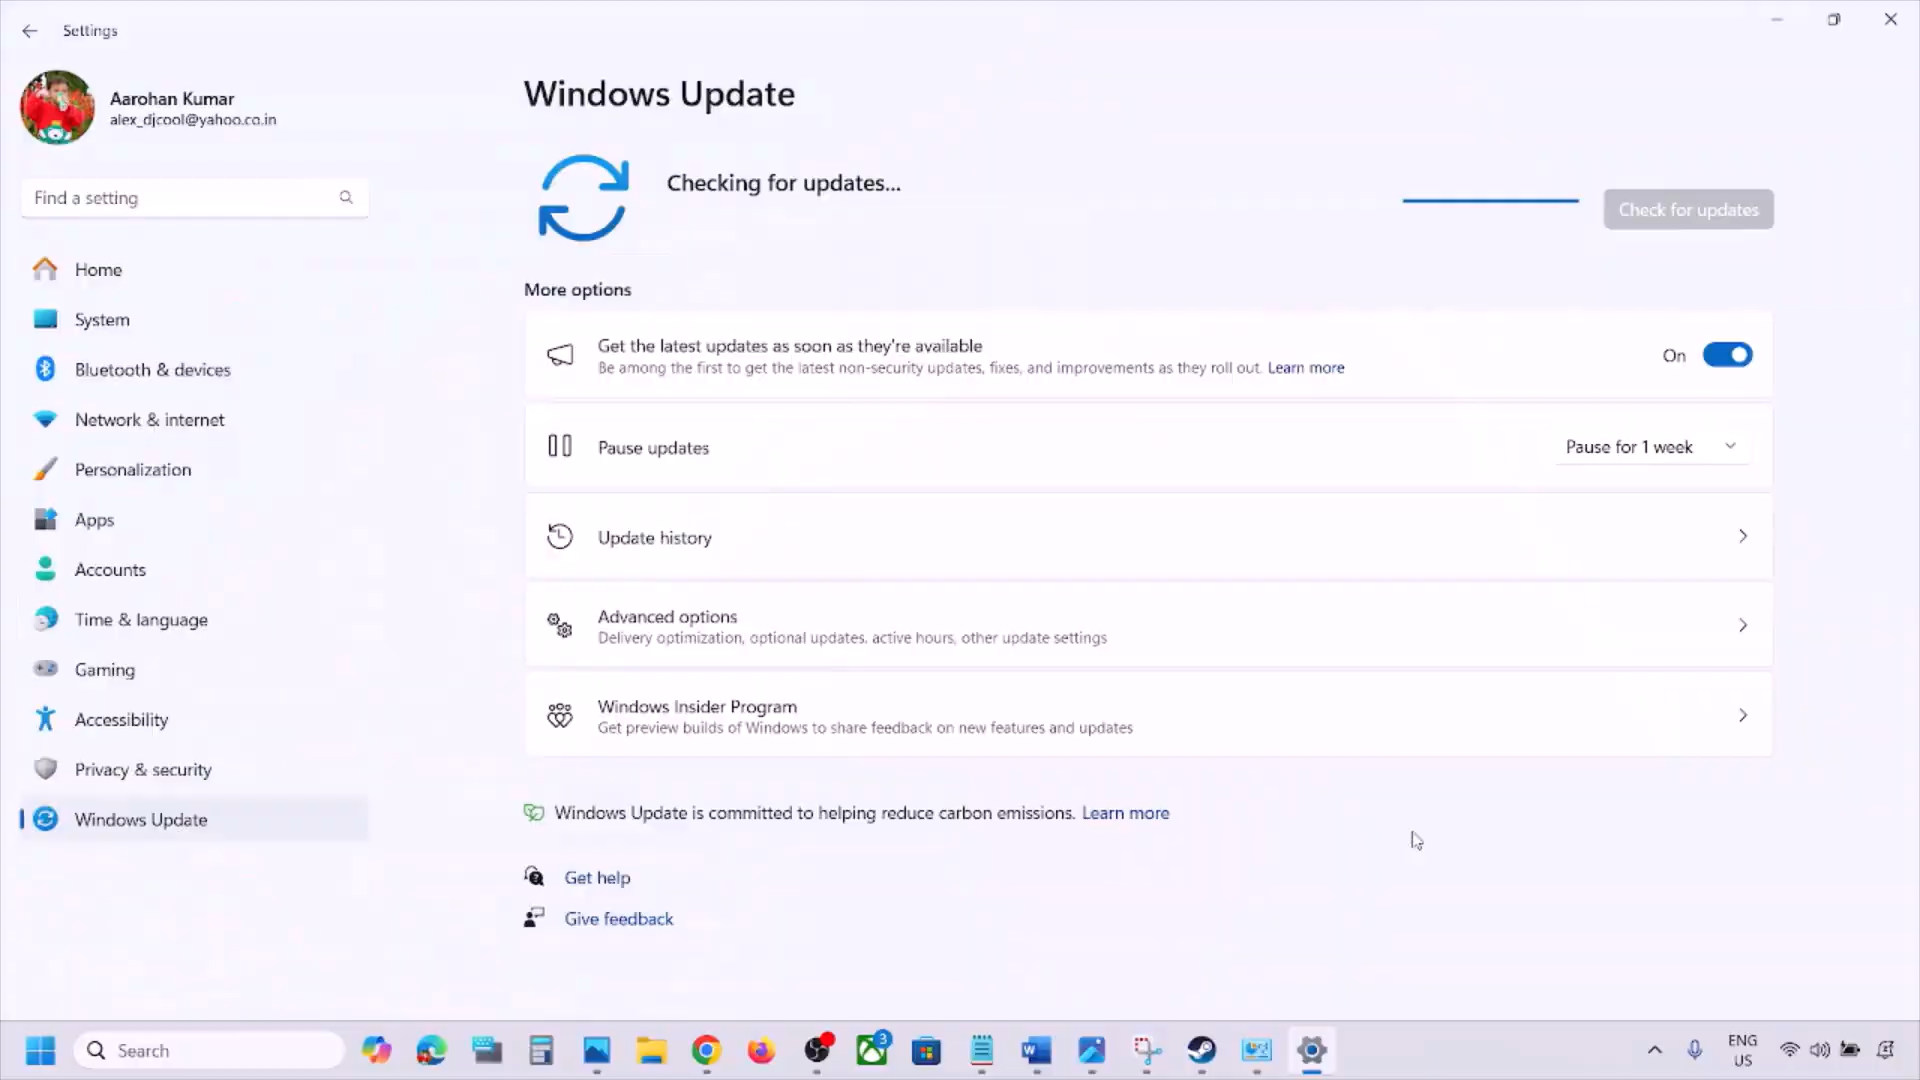 Settings
Aarohan Kumar
alex_djcool@yahoo.co.in
Find a setting
Home
System
Bluetooth & devices
Network & internet
Personalization
Apps
Accounts
Time & language
Gaming
Accessibility
Privacy & security
Windows Update
Windows Update
Checking for updates...
Check for updates
More options
Get the latest updates as soon as they're available
Be among the first to get the latest non-security updates, fixes, and improvements as they roll out. Learn more
On
Pause updates
Pause for 1 week
Update history
Advanced options
Delivery optimization, optional updates, active hours, other update settings
Windows Insider Program
Get preview builds of Windows to share feedback on new features and updates
Windows Update is committed to helping reduce carbon emissions. Learn more
Get help
Give feedback
Search
3
ENG
US